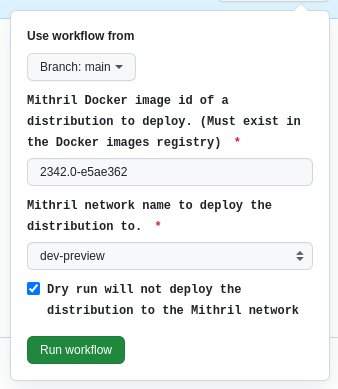 Use workflow from
Branch: main
Mithril Docker image id of a
distribution to deploy. (Must exist in
the Docker images registry) *
2342.0-e5ae362
Mithril network name to deploy the
distribution to. *
dev-preview
Dry run will not deploy the
distribution to the Mithril network
Run workflow